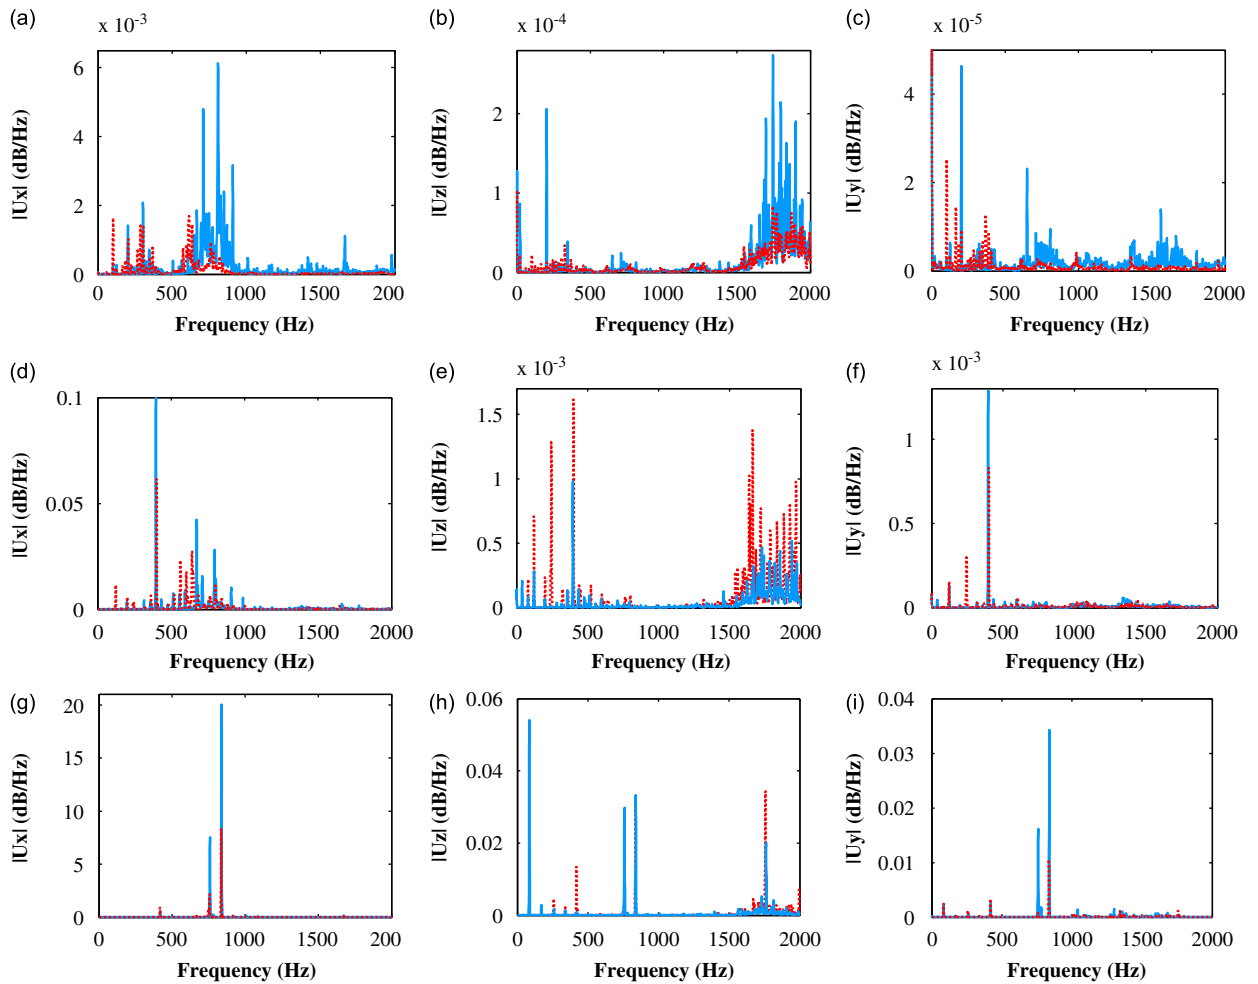 (a)
x 10-3
|Ux| (dB/Hz)
6
4
2
0
0 500 1000 1500 200
Frequency (Hz)
(b)
x 10-4
|Uz| (dB/Hz)
2
1
0
0 500 1000 1500 2000
Frequency (Hz)
(c)
x 10-5
|Uy| (dB/Hz)
4
2
0
0 500 1000 1500 2000
Frequency (Hz)
(d)
|Ux| (dB/Hz)
0.1
0.05
0
0 500 1000 1500 2000
Frequency (Hz)
(e)
x 10-3
|Uz| (dB/Hz)
1.5
1
0.5
0
0 500 1000 1500 2000
Frequency (Hz)
(f)
x 10-3
|Uy| (dB/Hz)
1
0.5
0
0 500 1000 1500 2000
Frequency (Hz)
(g)
|Ux| (dB/Hz)
20
15
10
5
0
0 500 1000 1500 2000
Frequency (Hz)
(h)
|Uz| (dB/Hz)
0.06
0.04
0.02
0
0 500 1000 1500 2000
Frequency (Hz)
(i)
|Uy| (dB/Hz)
0.04
0.03
0.02
0.01
0
0 500 1000 1500 2000
Frequency (Hz)